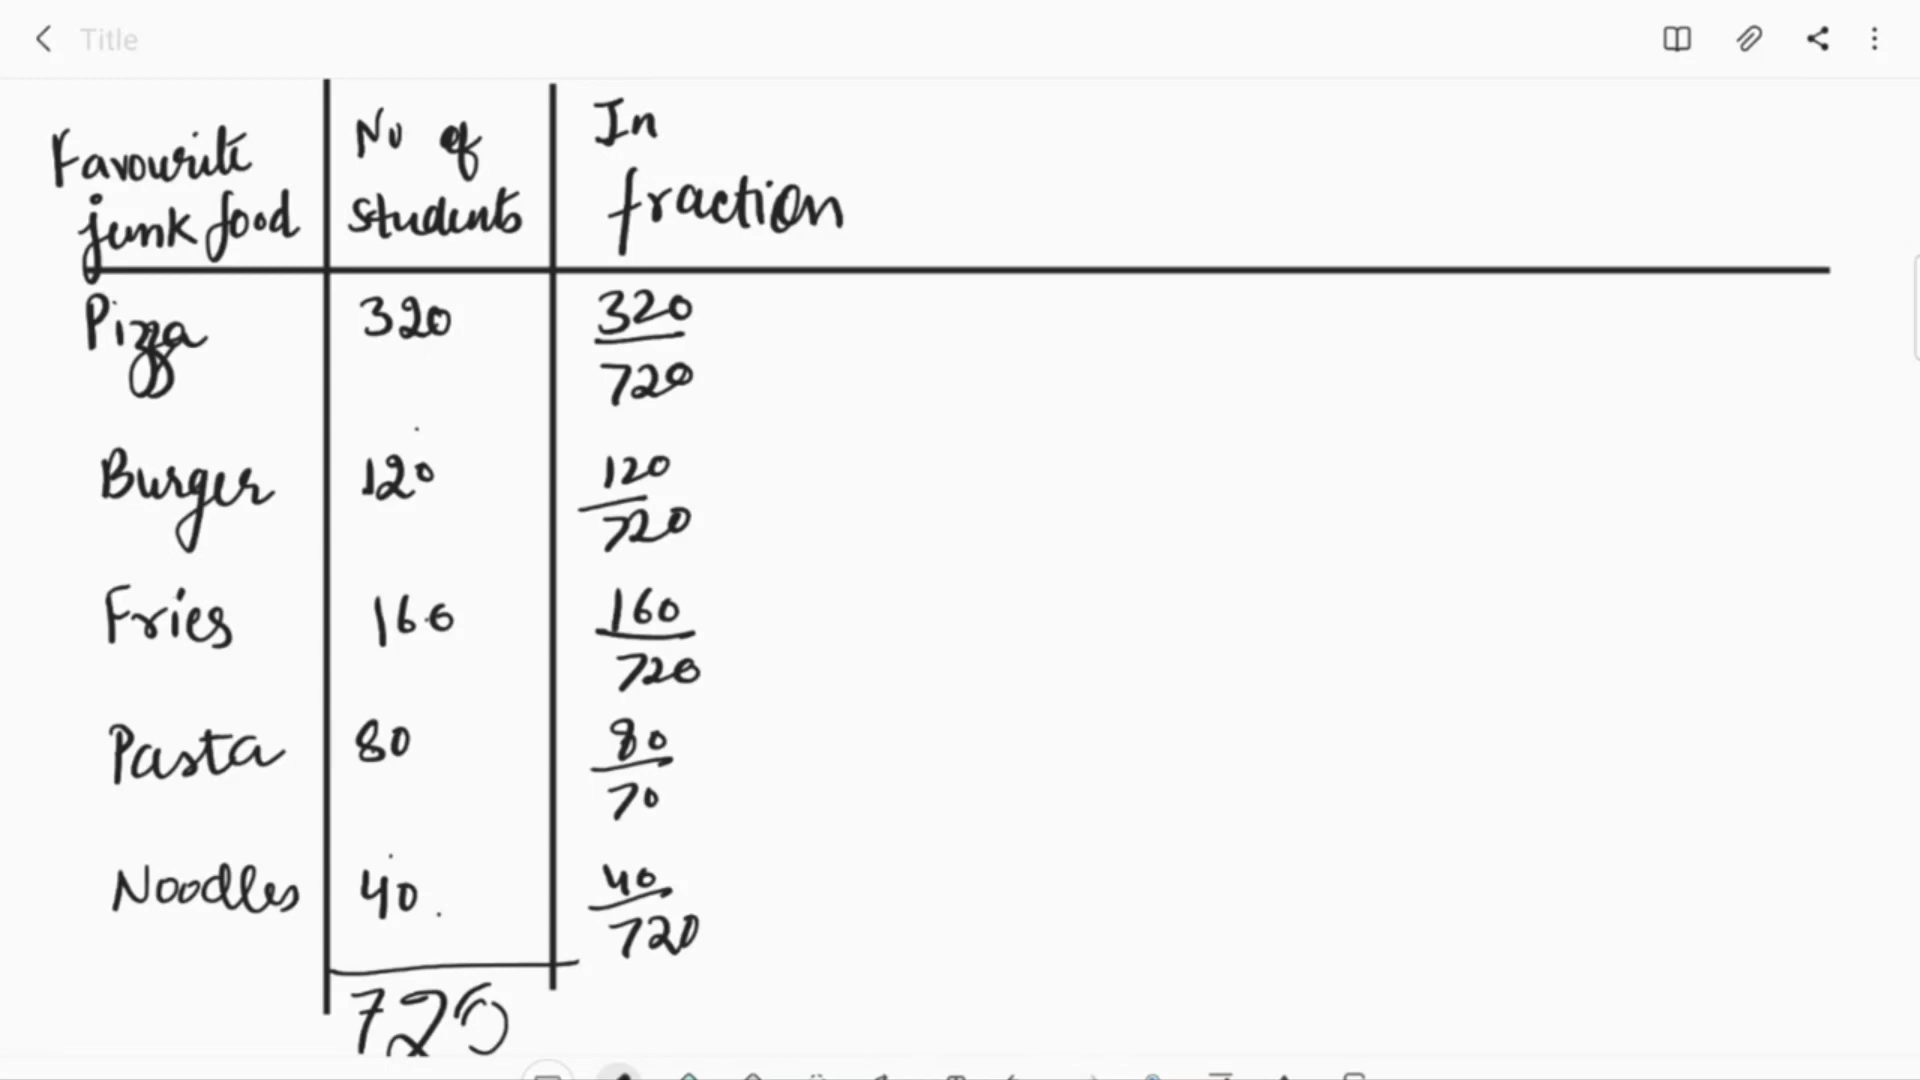 Title
Favourite
junk food
No of
students
In
fraction
Pizza 320 320
720
Burger 120 120
720
Fries 160 160
720
Pasta 80 80
70
Noodles 40 40
720
720